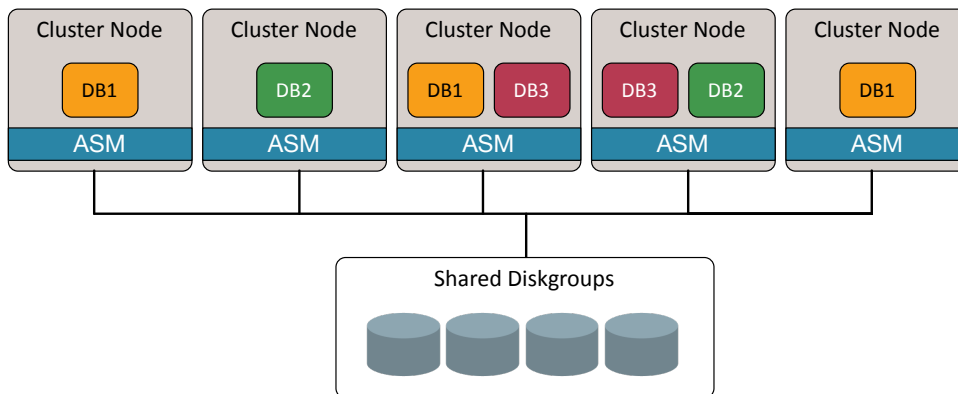 Cluster Node
Cluster Node
Cluster Node
Cluster Node
Cluster Node
DB1
DB2
DB1
DB3
DB3
DB2
DB1
ASM
ASM
ASM
ASM
ASM
Shared Diskgroups